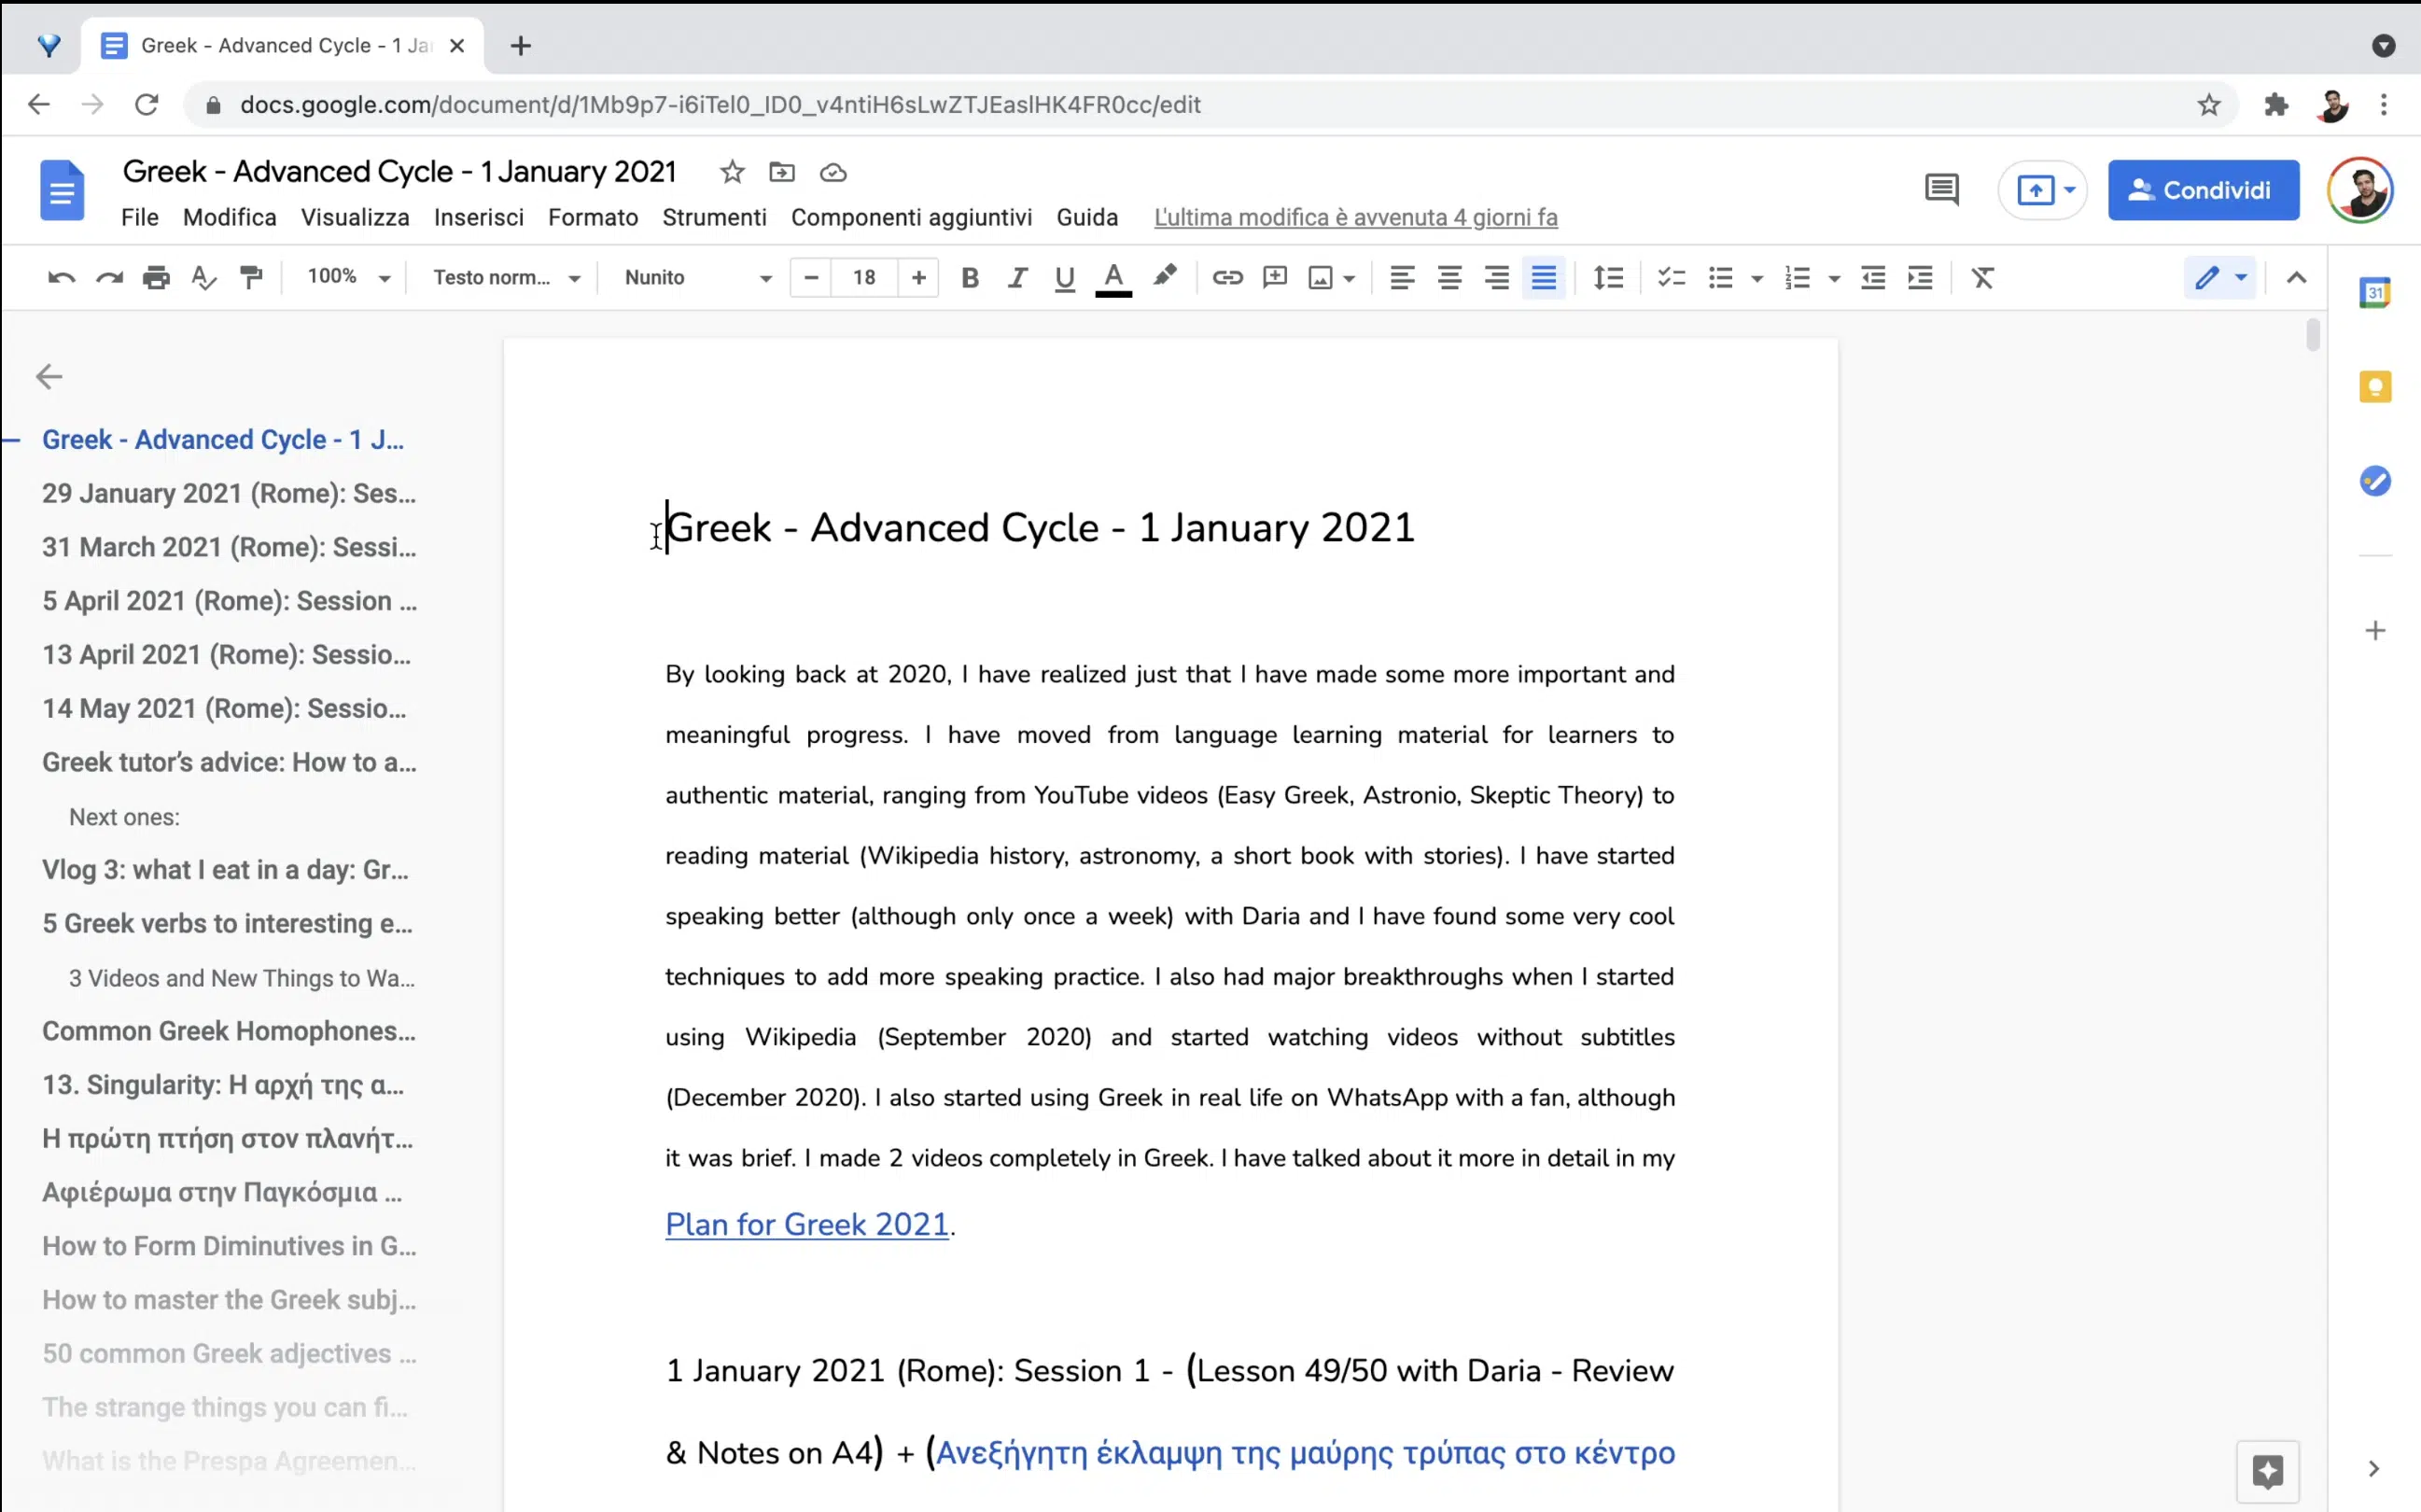 Greek - Advanced Cycle - 1 Ja
docs.google.com/document/d/1Mb9p7-i6iTel0_ID0_v4ntiH6sLwZTJEaslHK4FR0cc/edit
Greek - Advanced Cycle - 1 January 2021
File Modifica Visualizza Inserisci Formato Strumenti Componenti aggiuntivi Guida L'ultima modifica è avvenuta 4 giorni fa
Condividi
100% Testo norm... Nunito 18
31
Greek - Advanced Cycle - 1 J...
29 January 2021 (Rome): Ses...
31 March 2021 (Rome): Sessi...
5 April 2021 (Rome): Session ...
13 April 2021 (Rome): Sessio...
14 May 2021 (Rome): Sessio...
Greek tutor's advice: How to a...
Next ones:
Vlog 3: what I eat in a day: Gr...
5 Greek verbs to interesting e...
3 Videos and New Things to Wa...
Common Greek Homophones...
13. Singularity: Η αρχή της α...
Η πρώτη πτήση στον πλανήτ...
Αφιέρωμα στην Παγκόσμια ...
How to Form Diminutives in G...
How to master the Greek subj...
50 common Greek adjectives ...
The strange things you can fi...
What is the Prespa Agreemen...
Greek - Advanced Cycle - 1 January 2021
By looking back at 2020, I have realized just that I have made some more important and
meaningful progress. I have moved from language learning material for learners to
authentic material, ranging from YouTube videos (Easy Greek, Astronio, Skeptic Theory) to
reading material (Wikipedia history, astronomy, a short book with stories). I have started
speaking better (although only once a week) with Daria and I have found some very cool
techniques to add more speaking practice. I also had major breakthroughs when I started
using Wikipedia (September 2020) and started watching videos without subtitles
(December 2020). I also started using Greek in real life on WhatsApp with a fan, although
it was brief. I made 2 videos completely in Greek. I have talked about it more in detail in my
Plan for Greek 2021.
1 January 2021 (Rome): Session 1 - (Lesson 49/50 with Daria - Review
& Notes on A4) + (Ανεξήγητη έκλαμψη της μαύρης τρύπας στο κέντρο